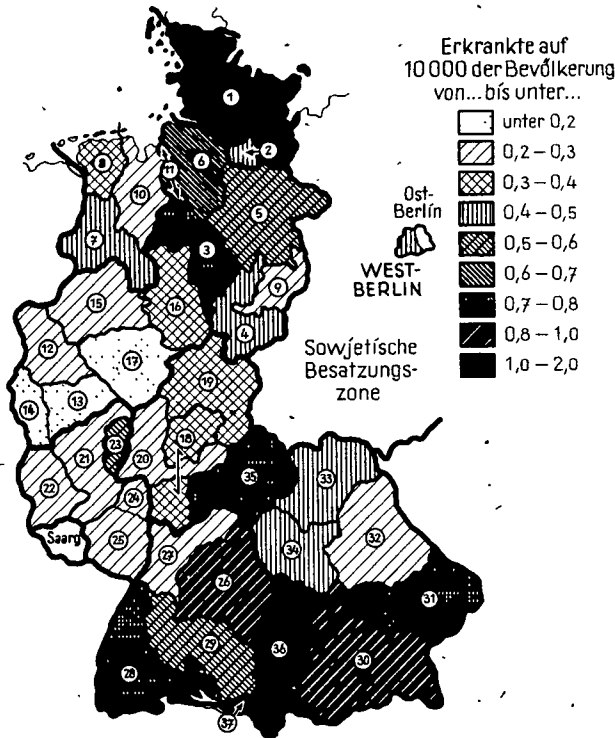 Erkrankte auf
10 000 der Bevölkerung
von... bis unter...
unter 0,2
0,2 – 0,3
0,3 – 0,4
0,4 – 0,5
0,5 – 0,6
0,6 – 0,7
0,7 – 0,8
0,8 – 1,0
1,0 – 2,0
Ost-
Berlin
WEST-
BERLIN
Sowjetische
Besatzungs-
zone
1
2
6
11
8
10
5
7
3
9
16
4
15
12
17
19
13
14
18
23
20
21
35
33
22
24
Saarg
25
34
32
27
26
31
29
36
30
28
37